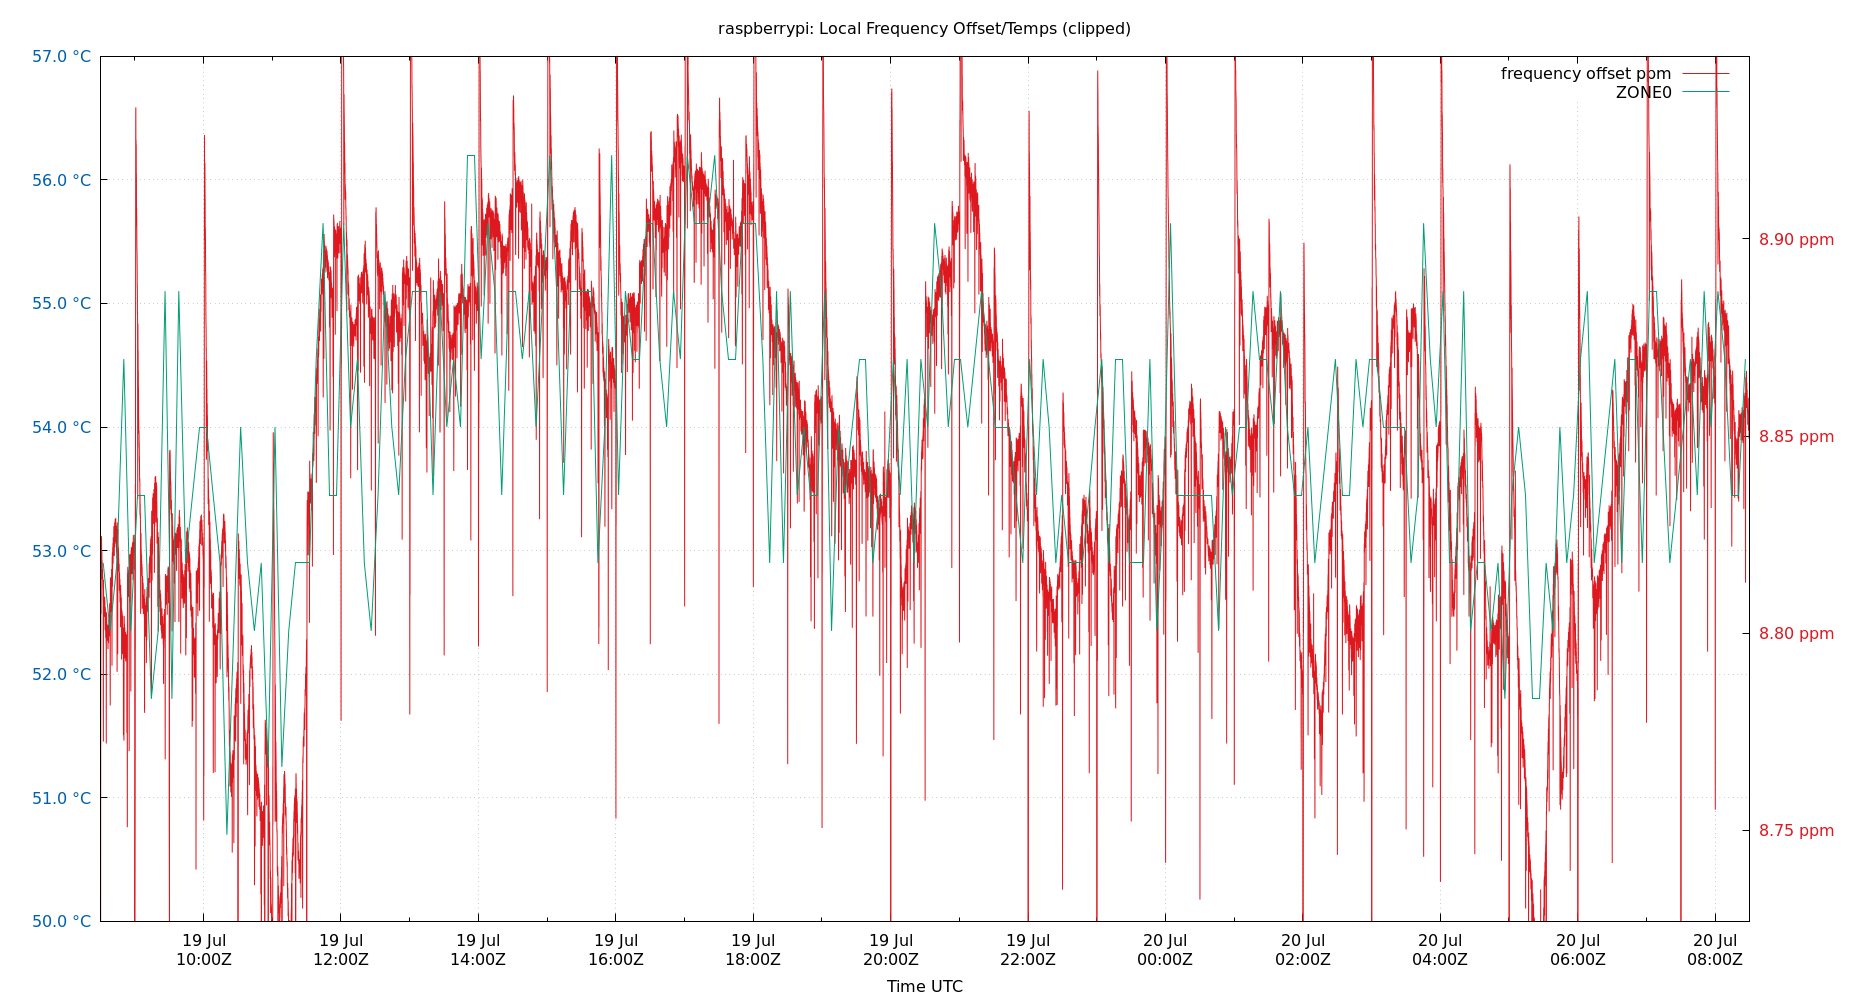 raspberrypi: Local Frequency Offset/Temps (clipped)
57.0 °C
56.0 °C
55.0 °C
54.0 °C
53.0 °C
52.0 °C
51.0 °C
50.0 °C
frequency offset ppm
ZONE0
8.90 ppm
8.85 ppm
8.80 ppm
8.75 ppm
19 Jul 19 Jul 19 Jul 19 Jul 19 Jul 19 Jul 19 Jul 20 Jul 20 Jul 20 Jul 20 Jul 20 Jul
10:00Z 12:00Z 14:00Z 16:00Z 18:00Z 20:00Z 22:00Z 00:00Z 02:00Z 04:00Z 06:00Z 08:00Z
Time UTC